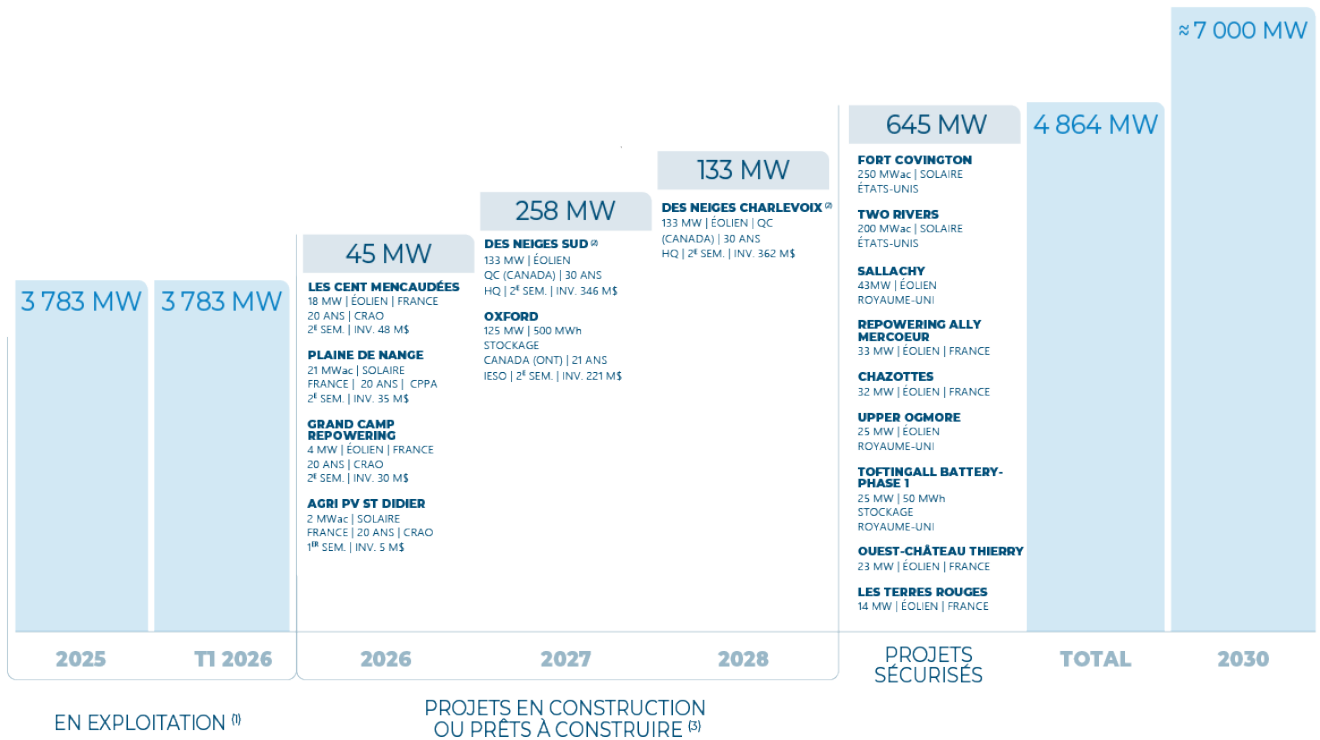 3 783 MW
2025
3 783 MW
T1 2026
EN EXPLOITATION (1)
45 MW
LES CENT MENCAUDÉES
18 MW | ÉOLIEN | FRANCE
20 ANS | CRAO
2E SEM. | INV. 48 M$
PLAINE DE NANGE
21 MWac | SOLAIRE
FRANCE | 20 ANS | CPPA
2E SEM. | INV. 35 M$
GRAND CAMP
REPOWERING
4 MW | ÉOLIEN | FRANCE
20 ANS | CRAO
2E SEM. | INV. 30 M$
AGRI PV ST DIDIER
2 MWac | SOLAIRE
FRANCE | 20 ANS | CRAO
1ER SEM. | INV. 5 M$
2026
258 MW
DES NEIGES SUD (2)
133 MW | ÉOLIEN
QC (CANADA) | 30 ANS
HQ | 2E SEM. | INV. 346 M$
OXFORD
125 MW | 500 MWh
STOCKAGE
CANADA (ONT) | 21 ANS
IESO | 2E SEM. | INV. 221 M$
2027
133 MW
DES NEIGES CHARLEVOIX (2)
133 MW | ÉOLIEN | QC
(CANADA) | 30 ANS
HQ | 2E SEM. | INV. 362 M$
2028
PROJETS EN CONSTRUCTION
OU PRÊTS À CONSTRUIRE (3)
645 MW
FORT COVINGTON
250 MWac | SOLAIRE
ÉTATS-UNIS
TWO RIVERS
200 MWac | SOLAIRE
ÉTATS-UNIS
SALLACHY
43MW | ÉOLIEN
ROYAUME-UNI
REPOWERING ALLY
MERCOEUR
33 MW | ÉOLIEN | FRANCE
CHAZOTTES
32 MW | ÉOLIEN | FRANCE
UPPER OGMORE
25 MW | ÉOLIEN
ROYAUME-UNI
TOFTINGALL BATTERY-
PHASE 1
25 MW | 50 MWh
STOCKAGE
ROYAUME-UNI
OUEST-CHÂTEAU THIERRY
23 MW | ÉOLIEN | FRANCE
LES TERRES ROUGES
14 MW | ÉOLIEN | FRANCE
PROJETS
SÉCURISÉS
4 864 MW
TOTAL
≈ 7 000 MW
2030